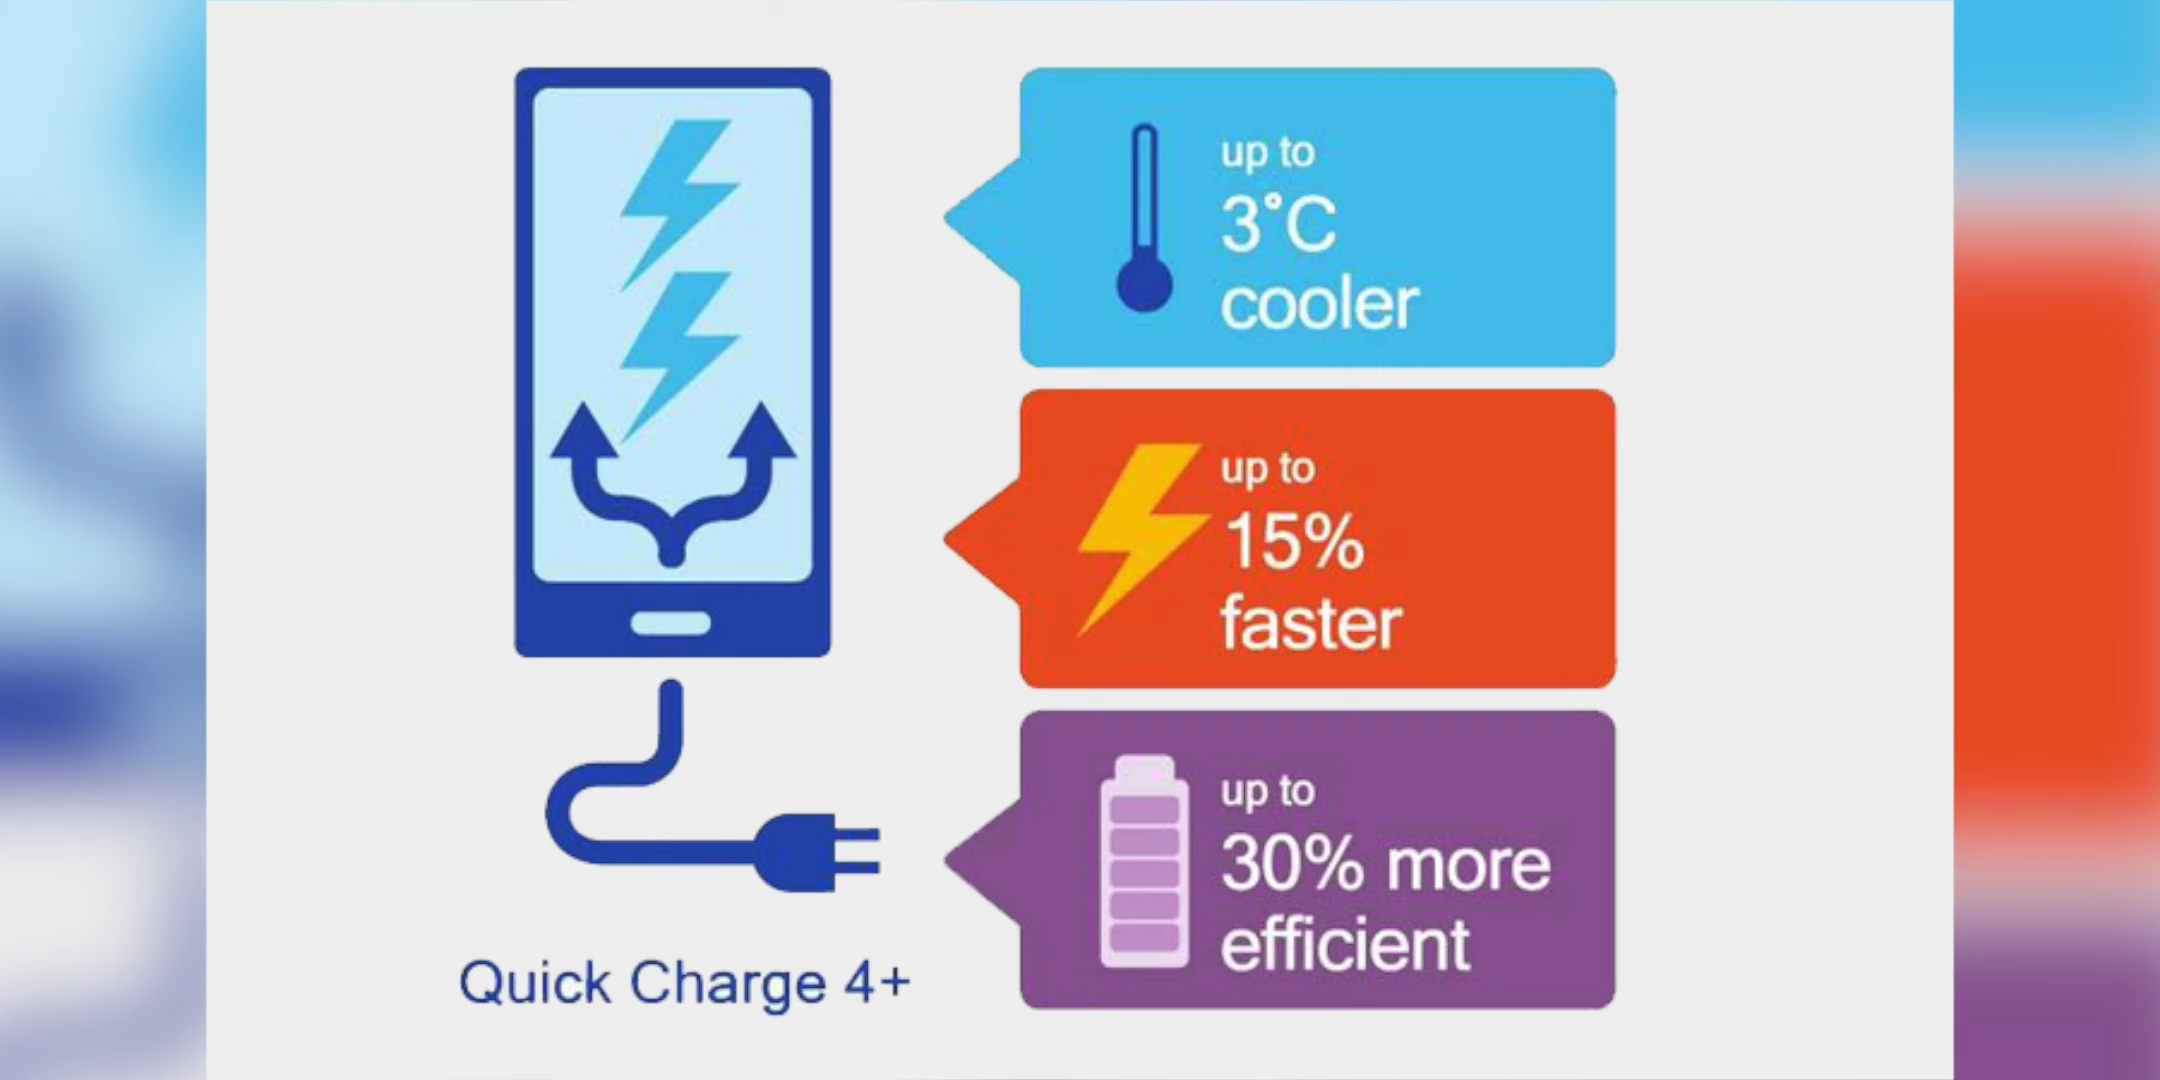 up to
3°C
cooler
up to
15%
faster
up to
30% more
efficient
Quick Charge 4+